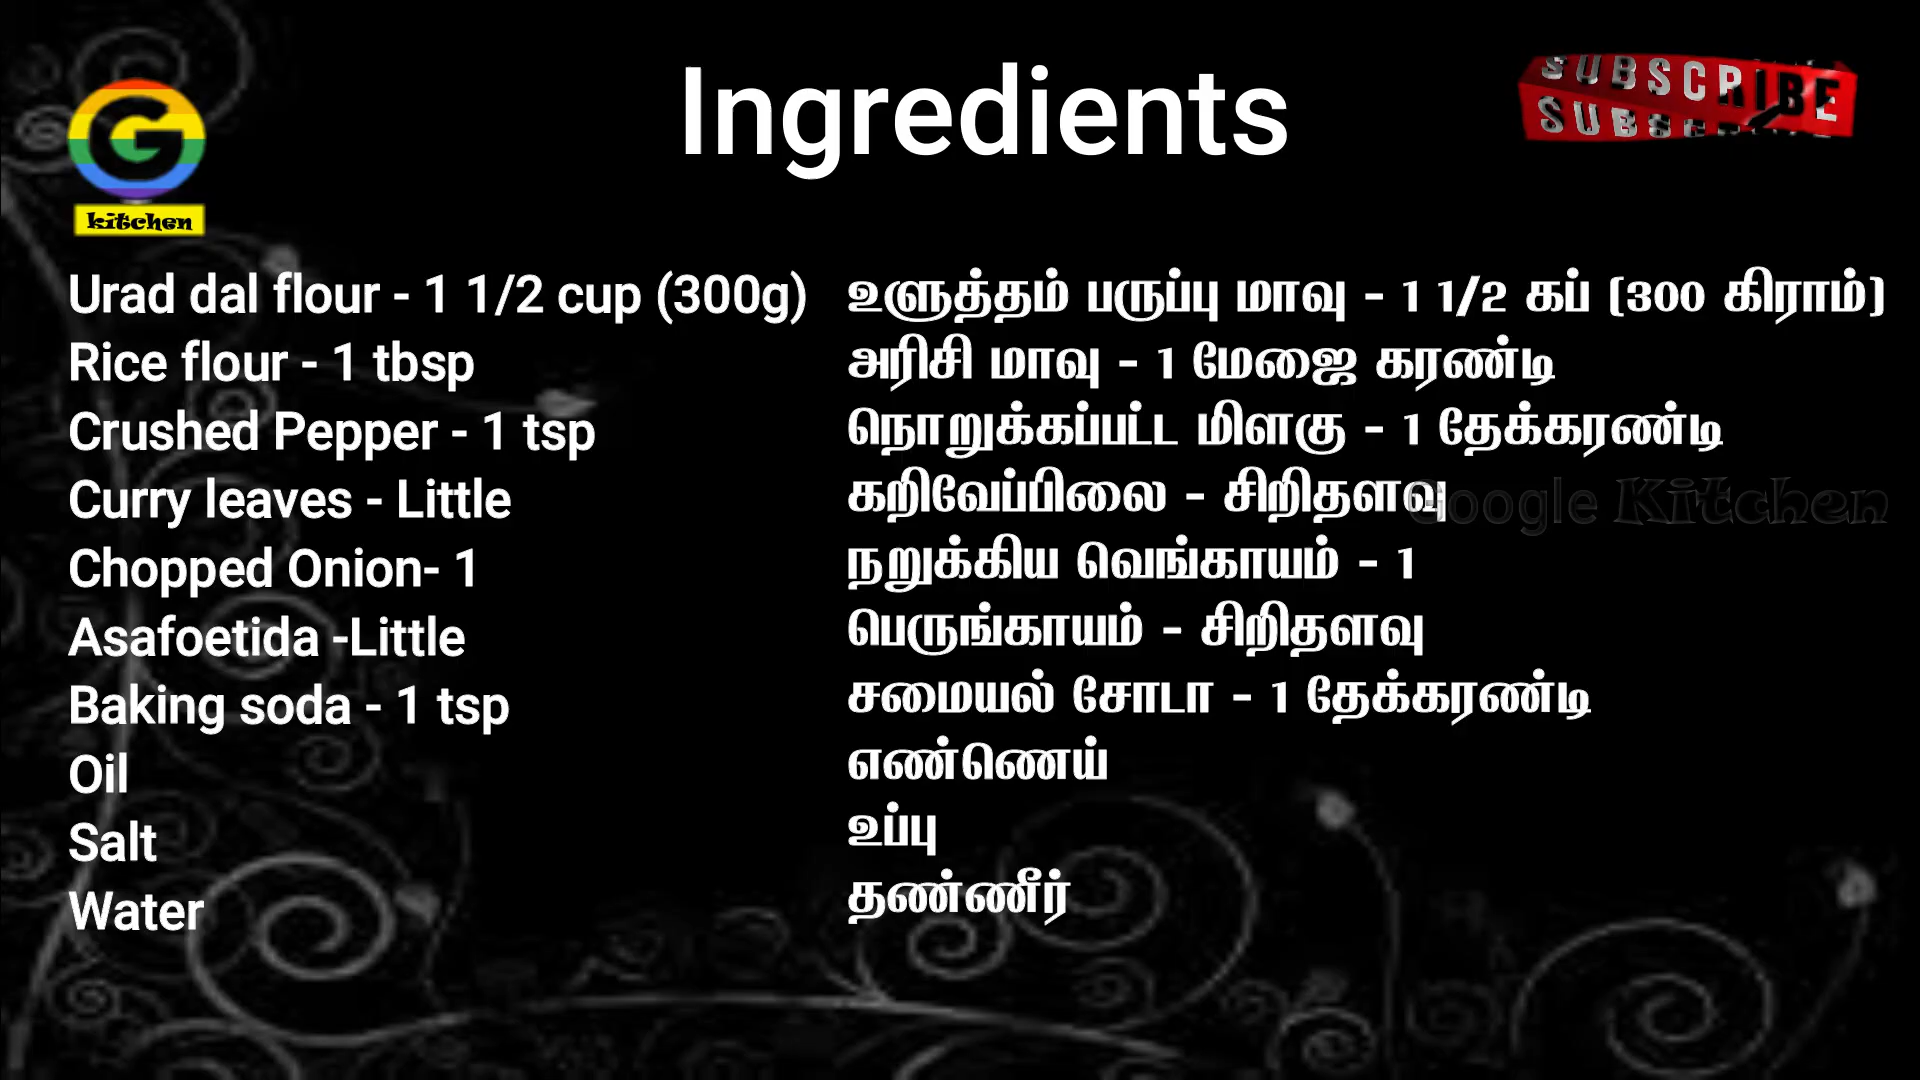 Ingredients
SUBSCRIBE
kitchen
Urad dal flour - 1 1/2 cup (300g)
Rice flour - 1 tbsp
Crushed Pepper - 1 tsp
Curry leaves - Little
Chopped Onion- 1
Asafoetida -Little
Baking soda - 1 tsp
Oil
Salt
Water
உளுத்தம் பருப்பு மாவு - 1 1/2 கப் (300 கிராம்)
அரிசி மாவு - 1 மேஜை கரண்டி
நொறுக்கப்பட்ட மிளகு - 1 தேக்கரண்டி
கறிவேப்பிலை - சிறிதளவு
நறுக்கிய வெங்காயம் - 1
பெருங்காயம் - சிறிதளவு
சமையல் சோடா - 1 தேக்கரண்டி
எண்ணெய்
உப்பு
தண்ணீர்
Google Kitchen